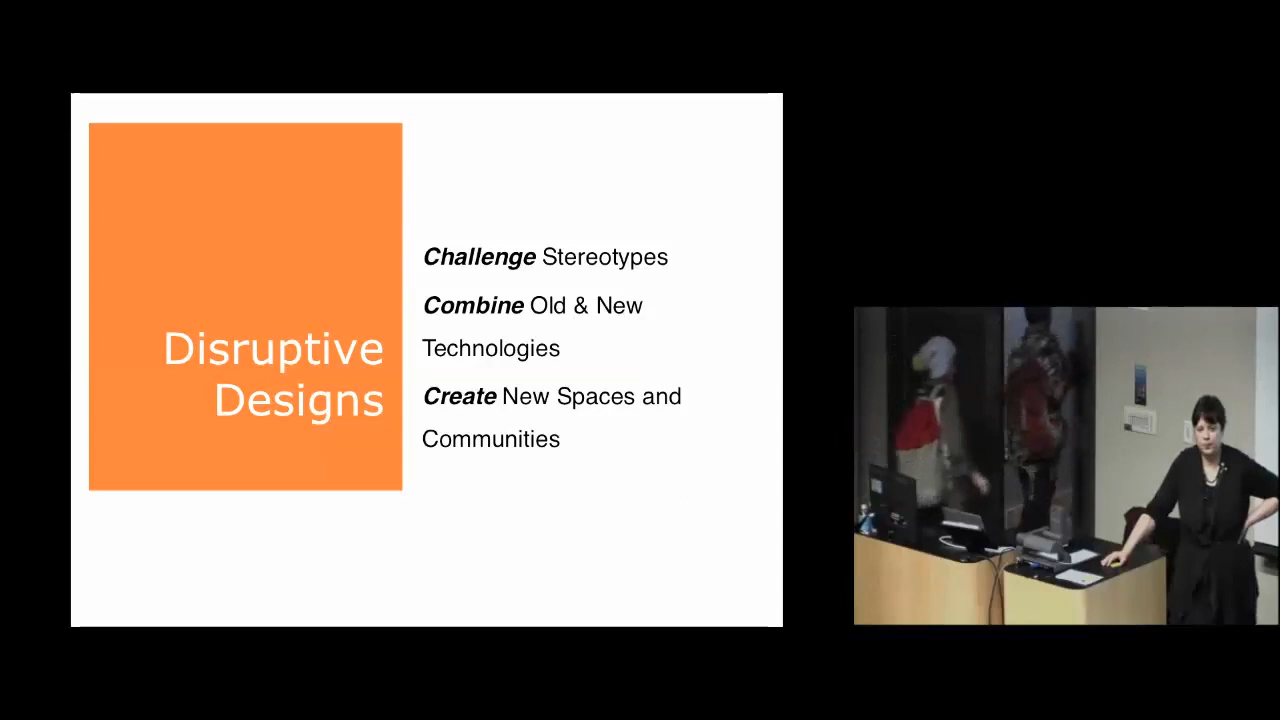 Disruptive
Designs
Challenge Stereotypes
Combine Old & New
Technologies
Create New Spaces and
Communities